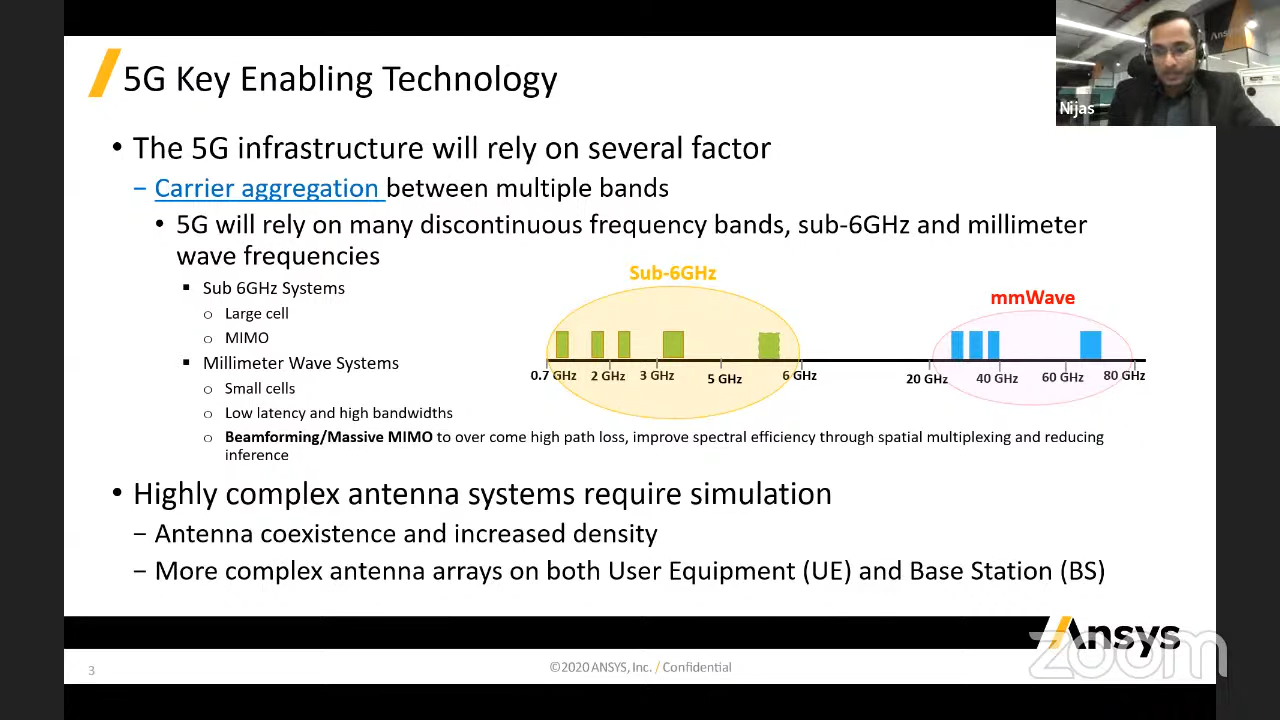 5G Key Enabling Technology
Nijas
• The 5G infrastructure will rely on several factor
− Carrier aggregation between multiple bands
• 5G will rely on many discontinuous frequency bands, sub-6GHz and millimeter
wave frequencies
▪ Sub 6GHz Systems
o Large cell
o MIMO
▪ Millimeter Wave Systems
o Small cells
o Low latency and high bandwidths
o Beamforming/Massive MIMO to over come high path loss, improve spectral efficiency through spatial multiplexing and reducing
inference
Sub-6GHz
mmWave
0.7 GHz 2 GHz 3 GHz 5 GHz 6 GHz 20 GHz 40 GHz 60 GHz 80 GHz
• Highly complex antenna systems require simulation
− Antenna coexistence and increased density
− More complex antenna arrays on both User Equipment (UE) and Base Station (BS)
Ansys
zoom
3
©2020 ANSYS, Inc. / Confidential